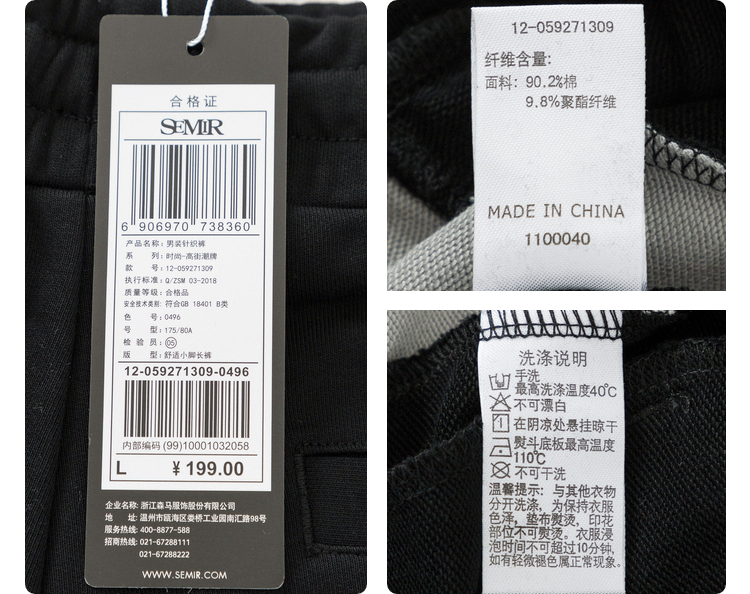 合格证
SEMIR
6 906970 738360
产品名称: 男装针织裤
系 列: 时尚-高街潮牌
款 号: 12-059271309
执行标准: Q/ZSM 03-2018
质量等级: 合格品
安全技术类别: 符合GB 18401 B类
色 号: 0496
号 型: 175/80A
检 验 员: 05
版 型: 舒适小脚长裤
12-059271309-0496
内部编码 (99)10001032058
L ¥199.00
企业名称: 浙江森马服饰股份有限公司
地 址: 温州市瓯海区娄桥工业园南汇路98号
服务热线: 400-8877-588
招商热线: 021-67288111
021-67288222
WWW.SEMIR.COM
12-059271309
纤维含量:
面料: 90.2%棉
9.8%聚酯纤维
MADE IN CHINA
1100040
洗涤说明
手洗
最高洗涤温度40℃
不可漂白
在阴凉处悬挂晾干
熨斗底板最高温度
110℃
不可干洗
温馨提示: 与其他衣物
分开洗涤, 为保持衣服
色泽, 垫布熨烫, 印花
部位不可熨烫。衣服浸
泡时间不可超过10分钟,
如有轻微褪色属正常现象。